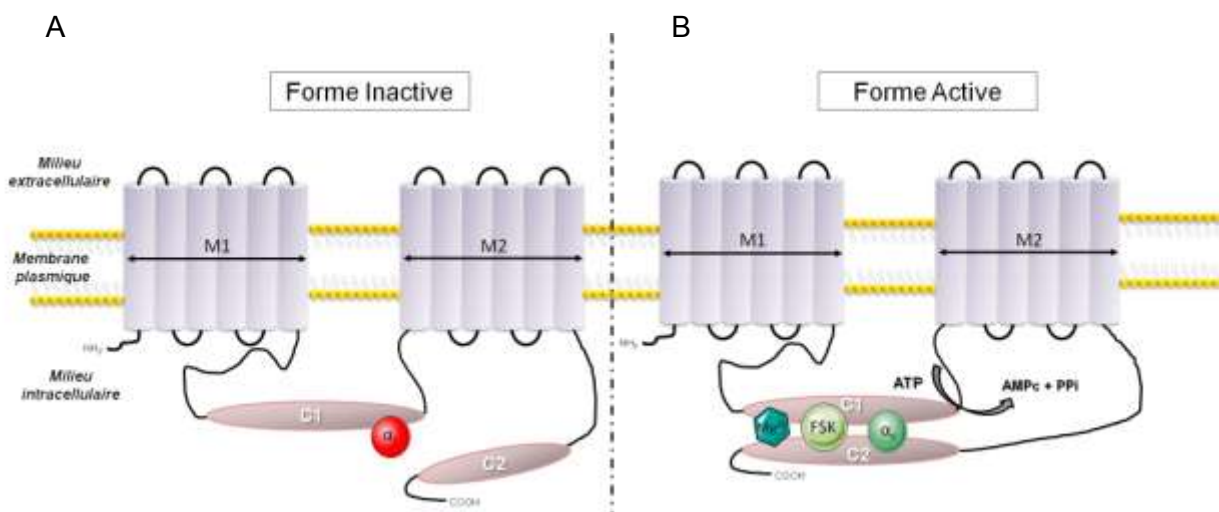 A
B
Forme Inactive
Forme Active
Milieu
extracellulaire
M1
M2
M1
M2
Membrane
plasmique
NH₂
NH₂
Milieu
intracellulaire
ATP
AMPc + PPi
C1
α
C2
COOH
C1
FSK
αₛ
C2
COOH